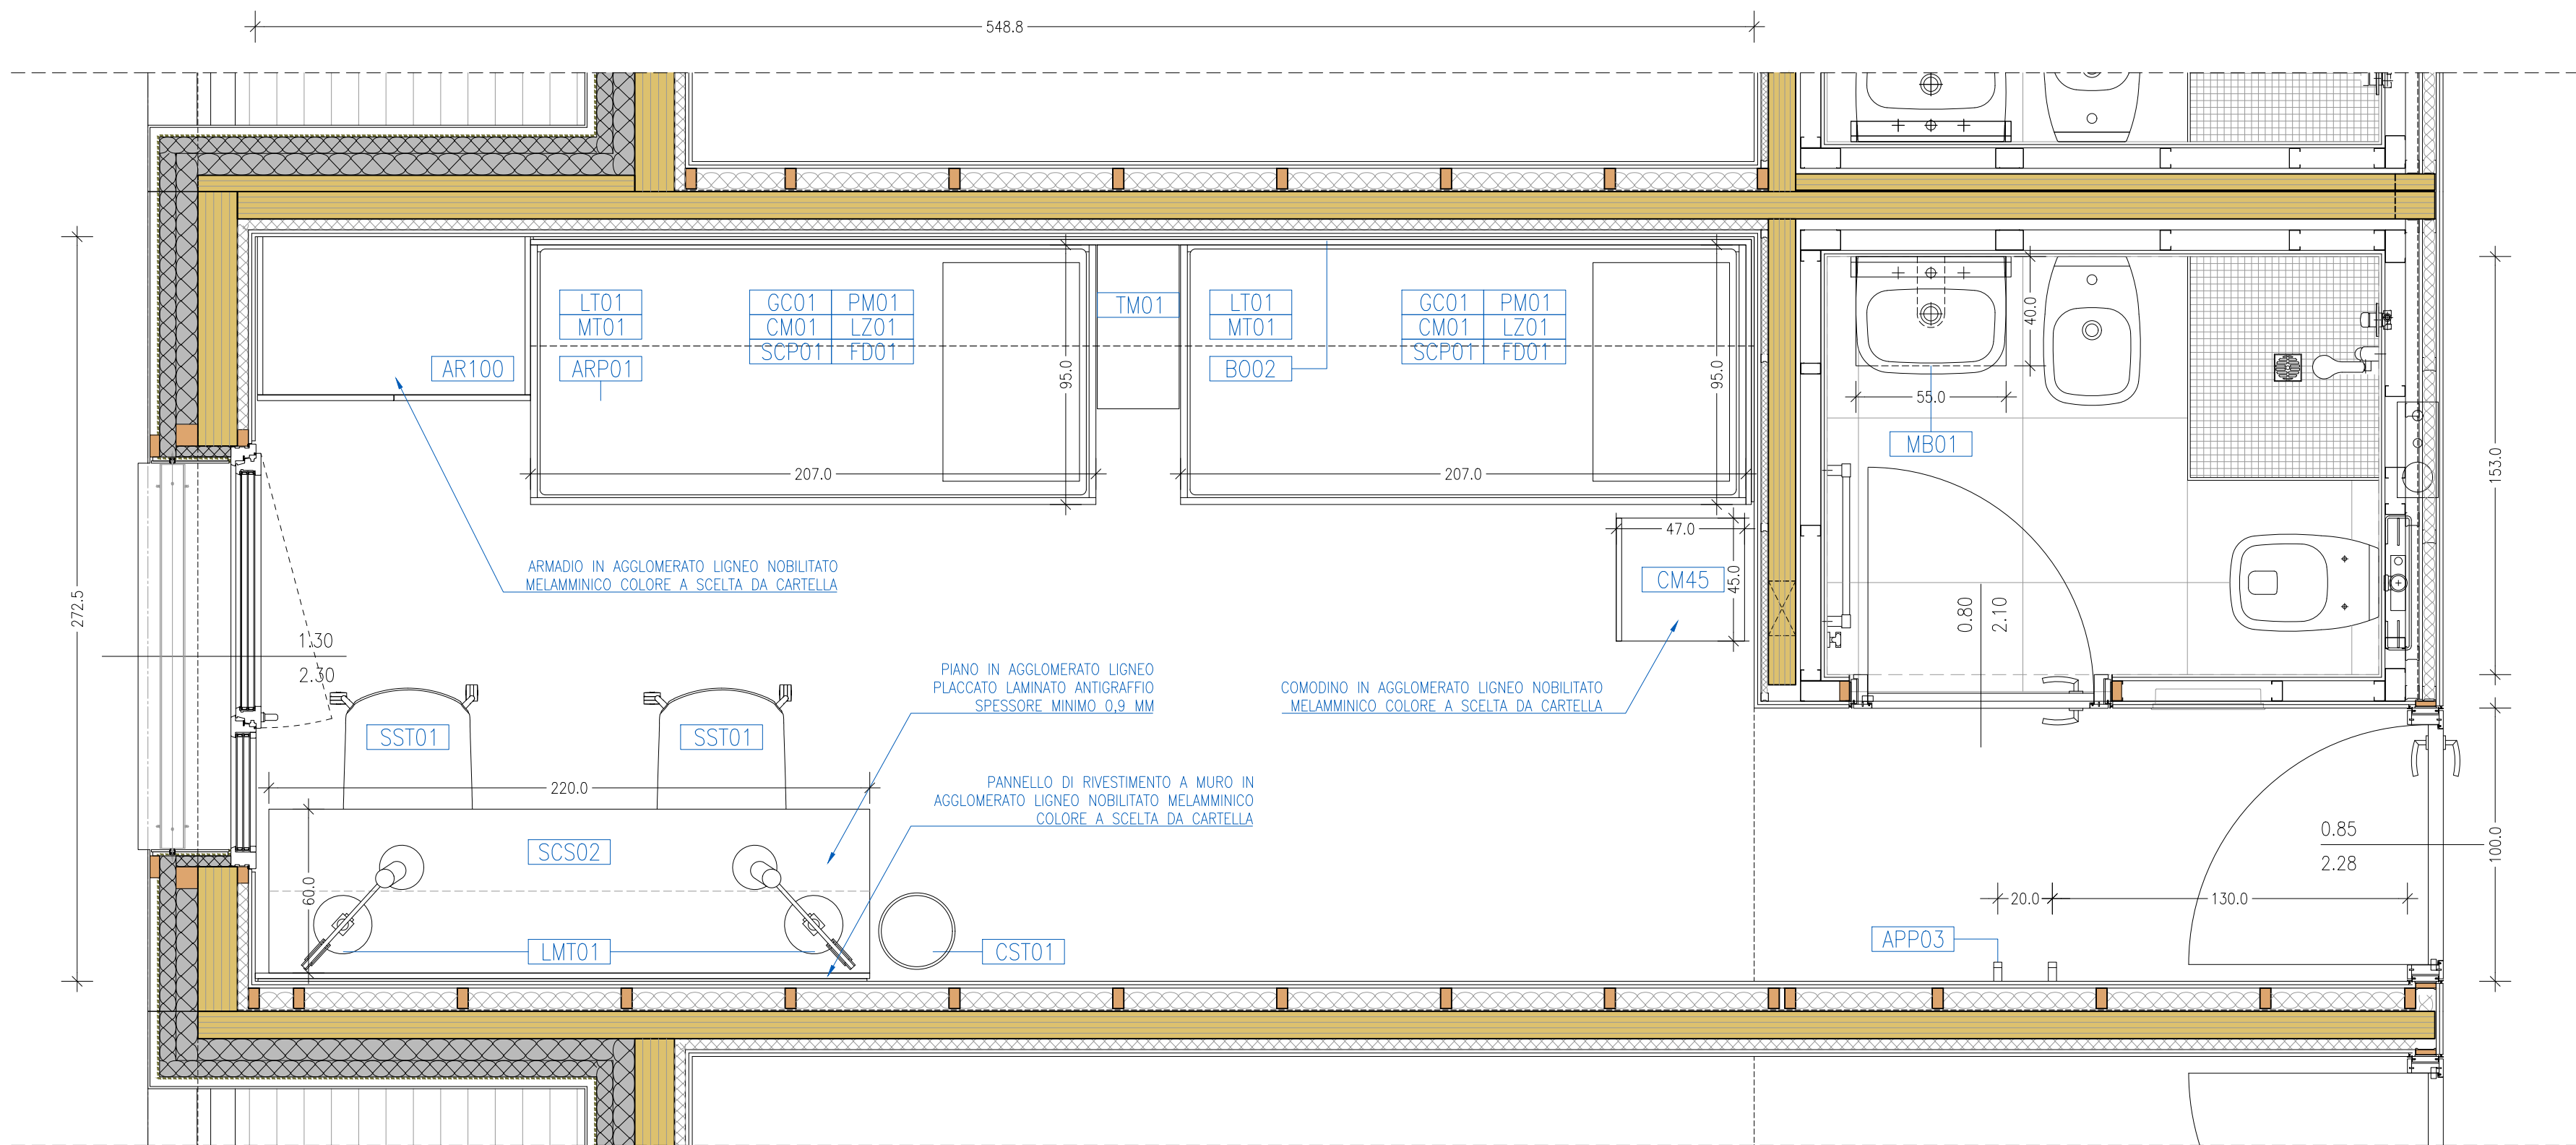 548.8
LT01
MT01
ARP01
GC01 PM01
CM01 LZ01
SCP01 FD01
AR100
95.0
207.0
TM01
LT01
MT01
BO02
GC01 PM01
CM01 LZ01
SCP01 FD01
95.0
207.0
40.0
55.0
MB01
153.0
272.5
ARMADIO IN AGGLOMERATO LIGNEO NOBILITATO
MELAMMINICO COLORE A SCELTA DA CARTELLA
47.0
CM45
45.0
0.80
2.10
1.30
2.30
PIANO IN AGGLOMERATO LIGNEO
PLACCATO LAMINATO ANTIGRAFFIO
SPESSORE MINIMO 0,9 MM
COMODINO IN AGGLOMERATO LIGNEO NOBILITATO
MELAMMINICO COLORE A SCELTA DA CARTELLA
SST01
SST01
220.0
PANNELLO DI RIVESTIMENTO A MURO IN
AGGLOMERATO LIGNEO NOBILITATO MELAMMINICO
COLORE A SCELTA DA CARTELLA
SCS02
60.0
LMT01
CST01
0.85
2.28
100.0
20.0
130.0
APP03